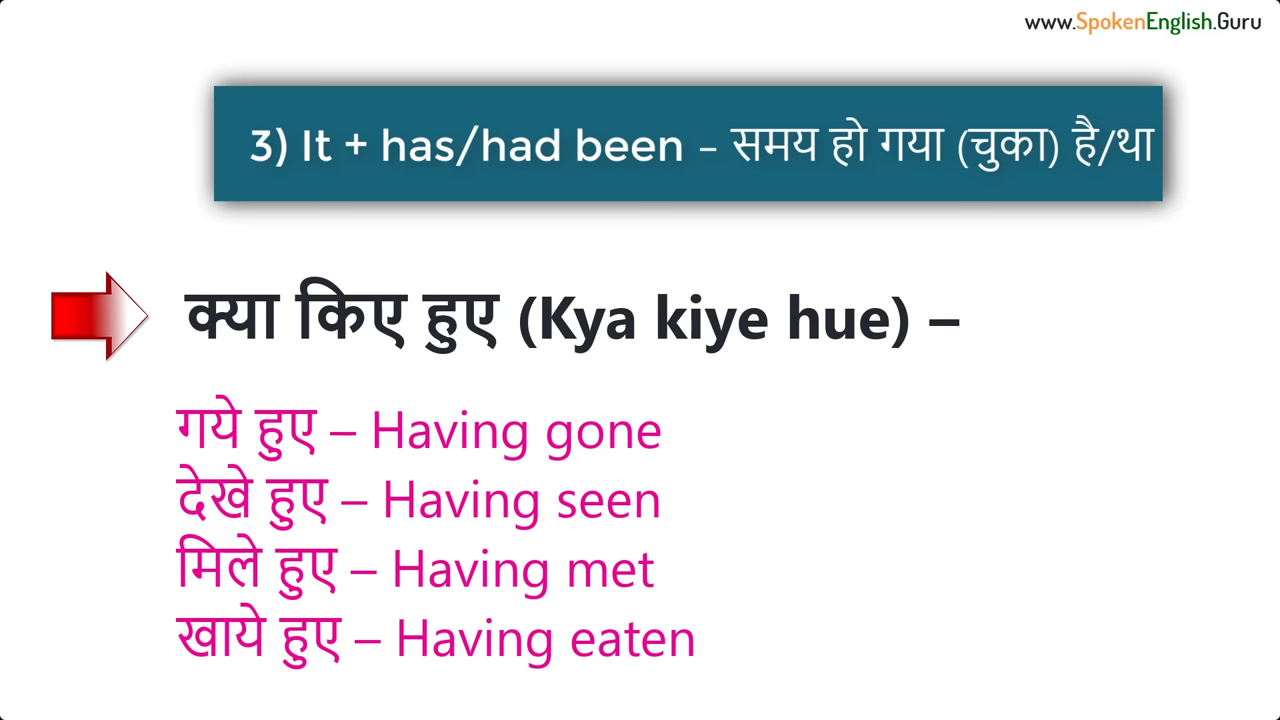 www.SpokenEnglish.Guru
3) It + has/had been – समय हो गया (चुका) है/था
क्या किए हुए (Kya kiye hue) –
गये हुए – Having gone
देखे हुए – Having seen
मिले हुए – Having met
खाये हुए – Having eaten